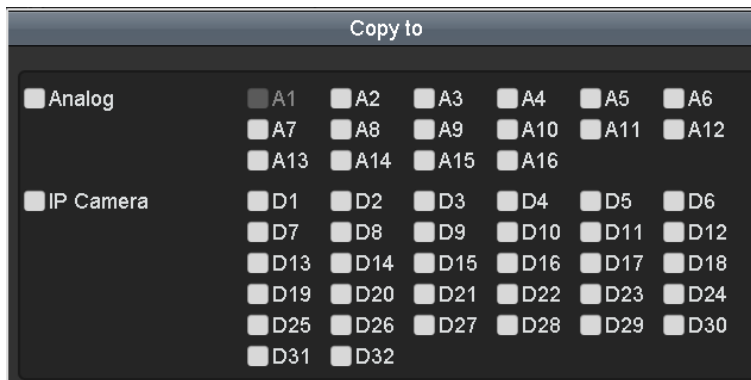 Copy to
Analog A1 A2 A3 A4 A5 A6
A7 A8 A9 A10 A11 A12
A13 A14 A15 A16
IP Camera D1 D2 D3 D4 D5 D6
D7 D8 D9 D10 D11 D12
D13 D14 D15 D16 D17 D18
D19 D20 D21 D22 D23 D24
D25 D26 D27 D28 D29 D30
D31 D32